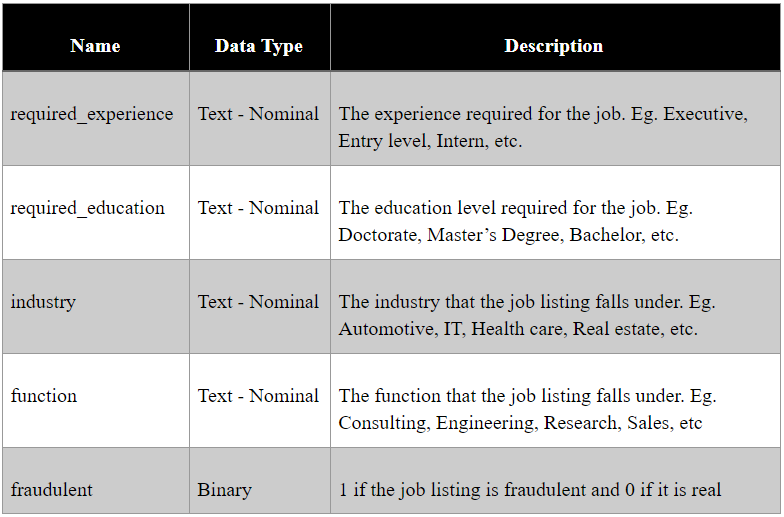 Name Data Type Description
required_experience Text - Nominal The experience required for the job. Eg. Executive,
Entry level, Intern, etc.
required_education Text - Nominal The education level required for the job. Eg.
Doctorate, Master’s Degree, Bachelor, etc.
industry Text - Nominal The industry that the job listing falls under. Eg.
Automotive, IT, Health care, Real estate, etc.
function Text - Nominal The function that the job listing falls under. Eg.
Consulting, Engineering, Research, Sales, etc
fraudulent Binary 1 if the job listing is fraudulent and 0 if it is real